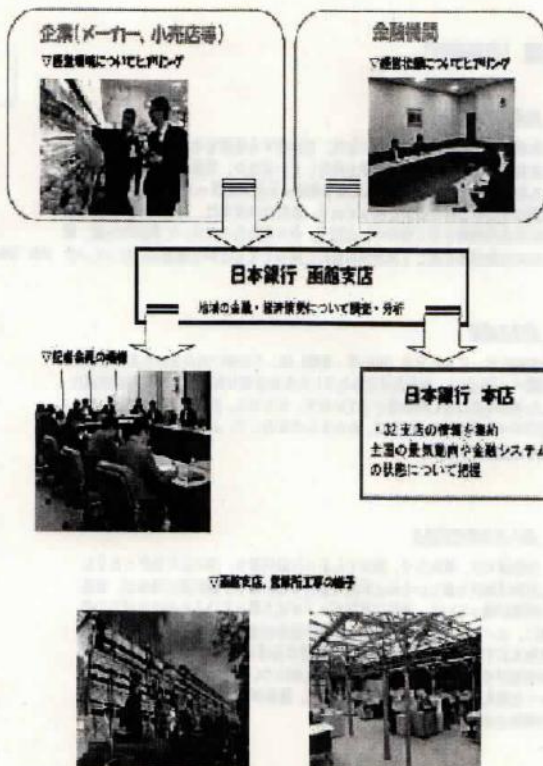 企業(メーカー、小売店等)
▽経営環境についてヒアリング
金融機関
▽経営状態についてヒアリング
日本銀行 函館支店
地域の金融・経済情勢について調査・分析
▽記者会見の模様
日本銀行 本店
・32支店の情報を集約
全国の景気動向や金融システム
の状態について把握
▽函館支店、営業所工事の様子